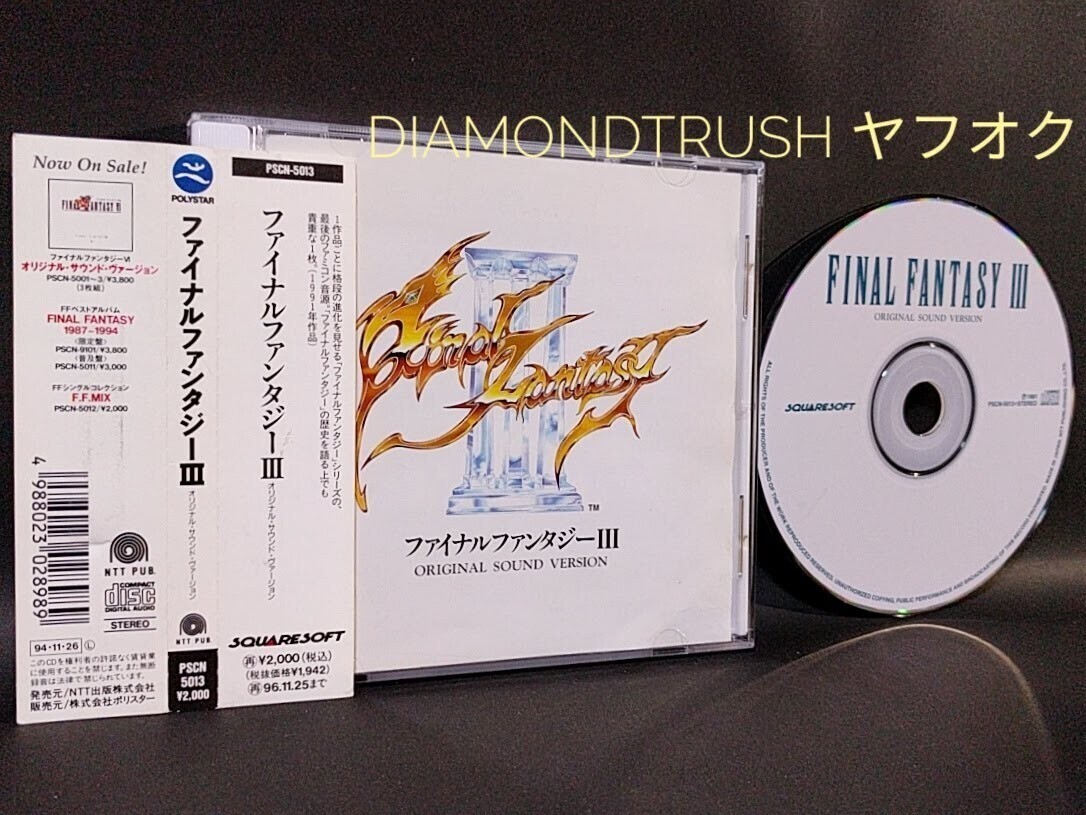 DIAMONDTRUSH ヤフオク
Now On Sale!
FINAL FANTASY VI
ファイナルファンタジーVI
オリジナル・サウンド・ヴァージョン
PSCN-5001〜3/¥3,800
(3枚組)
FFベストアルバム
FINAL FANTASY
1987〜1994
〈限定盤〉
PSCN-9101/¥3,800
〈普及盤〉
PSCN-5011/¥3,000
FFシングルコレクション
F.F.MIX
PSCN-5012/¥2,000
4 988023 028989
NTT PUB.
COMPACT
disc
DIGITAL AUDIO
STEREO
94・11・26 Ⓛ
このCDを権利者の許諾なく賃貸業
に使用することを禁じます。また無断
録音は法律で禁じられています。
発売元/NTT出版株式会社
販売元/株式会社ポリスター
POLYSTAR
ファイナルファンタジーIII
オリジナル・サウンド・ヴァージョン
NTT PUB.
PSCN
5013
¥2,000
PSCN-5013
1作品ごとに格段の進化を見せる「ファイナルファンタジー」シリーズの、
最後のファミコン音源。「ファイナルファンタジー」の歴史を語る上でも
貴重な1枚。(1991年作品)
ファイナルファンタジーIII
オリジナル・サウンド・ヴァージョン
SQUARESOFT
再¥2,000(税込)
(税抜価格¥1,942)
再96.11.25まで
Final Fantasy
III
TM
ファイナルファンタジーIII
ORIGINAL SOUND VERSION
FINAL FANTASY III
ORIGINAL SOUND VERSION
SQUARESOFT
PSCN-5013・STEREO